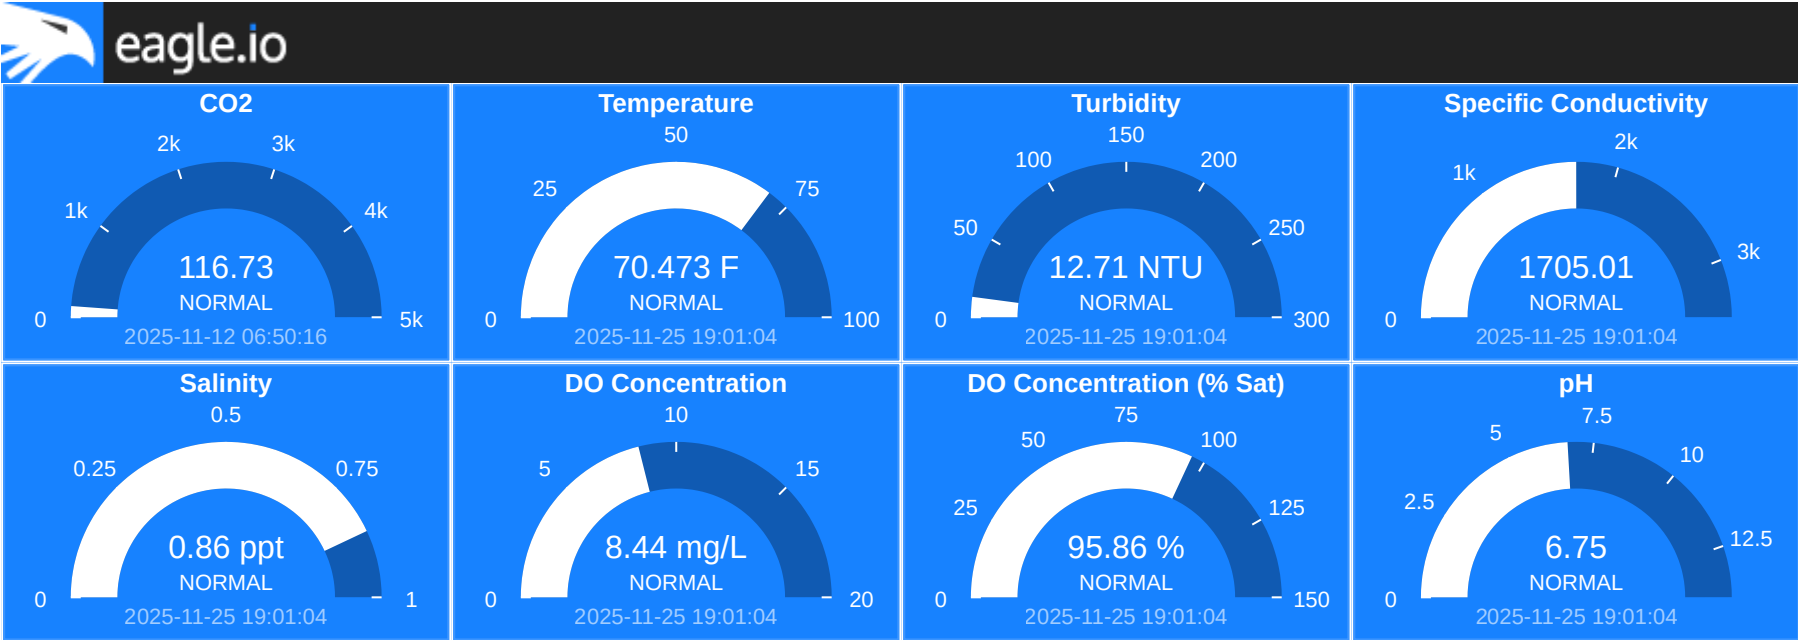 eagle.io
CO2
0
1k
2k
3k
4k
5k
116.73
NORMAL
2025-11-12 06:50:16
Temperature
0
25
50
75
100
70.473 F
NORMAL
2025-11-25 19:01:04
Turbidity
0
50
100
150
200
250
300
12.71 NTU
NORMAL
2025-11-25 19:01:04
Specific Conductivity
0
1k
2k
3k
1705.01
NORMAL
2025-11-25 19:01:04
Salinity
0
0.25
0.5
0.75
1
0.86 ppt
NORMAL
2025-11-25 19:01:04
DO Concentration
0
5
10
15
20
8.44 mg/L
NORMAL
2025-11-25 19:01:04
DO Concentration (% Sat)
0
25
50
75
100
125
150
95.86 %
NORMAL
2025-11-25 19:01:04
pH
0
2.5
5
7.5
10
12.5
6.75
NORMAL
2025-11-25 19:01:04